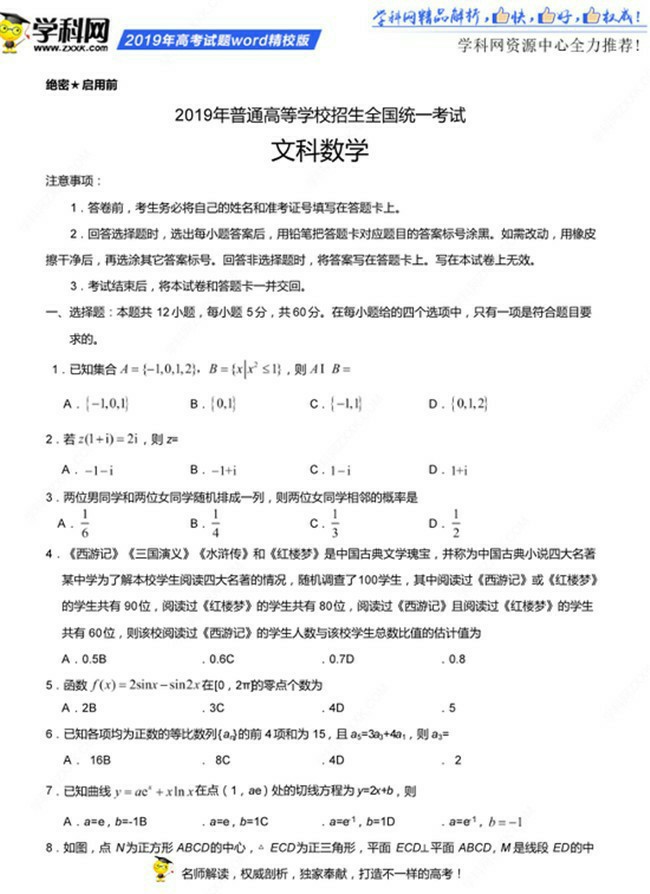 学科网
www.zxxk.com
2019年高考试题word精校版
学科网精品解析，快，好，权威！
学科网资源中心全力推荐！
绝密★启用前
2019年普通高等学校招生全国统一考试
文科数学
注意事项：
1．答卷前，考生务必将自己的姓名和准考证号填写在答题卡上。
2．回答选择题时，选出每小题答案后，用铅笔把答题卡对应题目的答案标号涂黑。如需改动，用橡皮
擦干净后，再选涂其它答案标号。回答非选择题时，将答案写在答题卡上。写在本试卷上无效。
3．考试结束后，将本试卷和答题卡一并交回。
一、选择题：本题共 12小题，每小题 5分，共60分。在每小题给的四个选项中，只有一项是符合题目要
求的。
1．已知集合 A={−1,0,1,2}，B={x|x²≤1}，则 A I B=
A．{−1,0,1} B．{0,1} C．{−1,1} D．{0,1,2}
2．若 z(1+i)=2i，则 z=
A．−1−i B．−1+i C．1−i D．1+i
3．两位男同学和两位女同学随机排成一列，则两位女同学相邻的概率是
A．1/6 B．1/4 C．1/3 D．1/2
4．《西游记》《三国演义》《水浒传》和《红楼梦》是中国古典文学瑰宝，并称为中国古典小说四大名著
某中学为了解本校学生阅读四大名著的情况，随机调查了100学生，其中阅读过《西游记》或《红楼梦》
的学生共有 90位，阅读过《红楼梦》的学生共有 80位，阅读过《西游记》且阅读过《红楼梦》的学生
共有 60位，则该校阅读过《西游记》的学生人数与该校学生总数比值的估计值为
A．0.5B ．0.6C ．0.7D ．0.8
5．函数 f(x)=2sinx−sin2x在[0，2π]的零点个数为
A．2B ．3C ．4D ．5
6．已知各项均为正数的等比数列{aₙ}的前 4项和为 15，且 a₅=3a₃+4a₁，则 a₃=
A． 16B ． 8C ．4D ． 2
7．已知曲线 y=aeˣ+xlnx在点（1，ae）处的切线方程为 y=2x+b，则
A．a=e，b=-1B ．a=e，b=1C ．a=e⁻¹，b=1D ．a=e⁻¹，b=−1
8．如图，点 N为正方形 ABCD的中心，△ ECD为正三角形，平面 ECD⊥平面 ABCD，M是线段 ED的中
名师解读，权威剖析，独家奉献，打造不一样的高考！